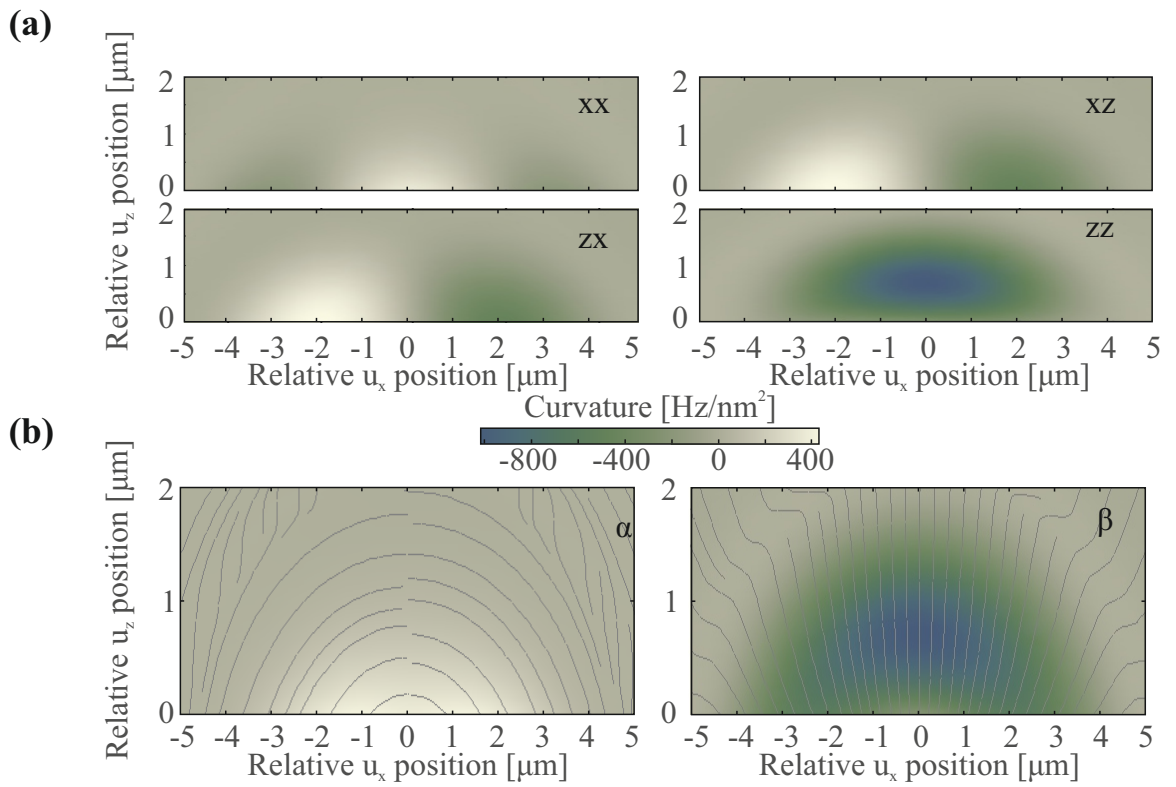 (a)
Relative u_z position [μm]
2
1
0
xx
2
1
0
xz
2
1
0
zx
2
1
0
zz
-5 -4 -3 -2 -1 0 1 2 3 4 5
-5 -4 -3 -2 -1 0 1 2 3 4 5
Relative u_x position [μm]
Relative u_x position [μm]
Curvature [Hz/nm²]
-800 -400 0 400
(b)
Relative u_z position [μm]
2
1
0
α
2
1
0
β
-5 -4 -3 -2 -1 0 1 2 3 4 5
-5 -4 -3 -2 -1 0 1 2 3 4 5
Relative u_x position [μm]
Relative u_x position [μm]